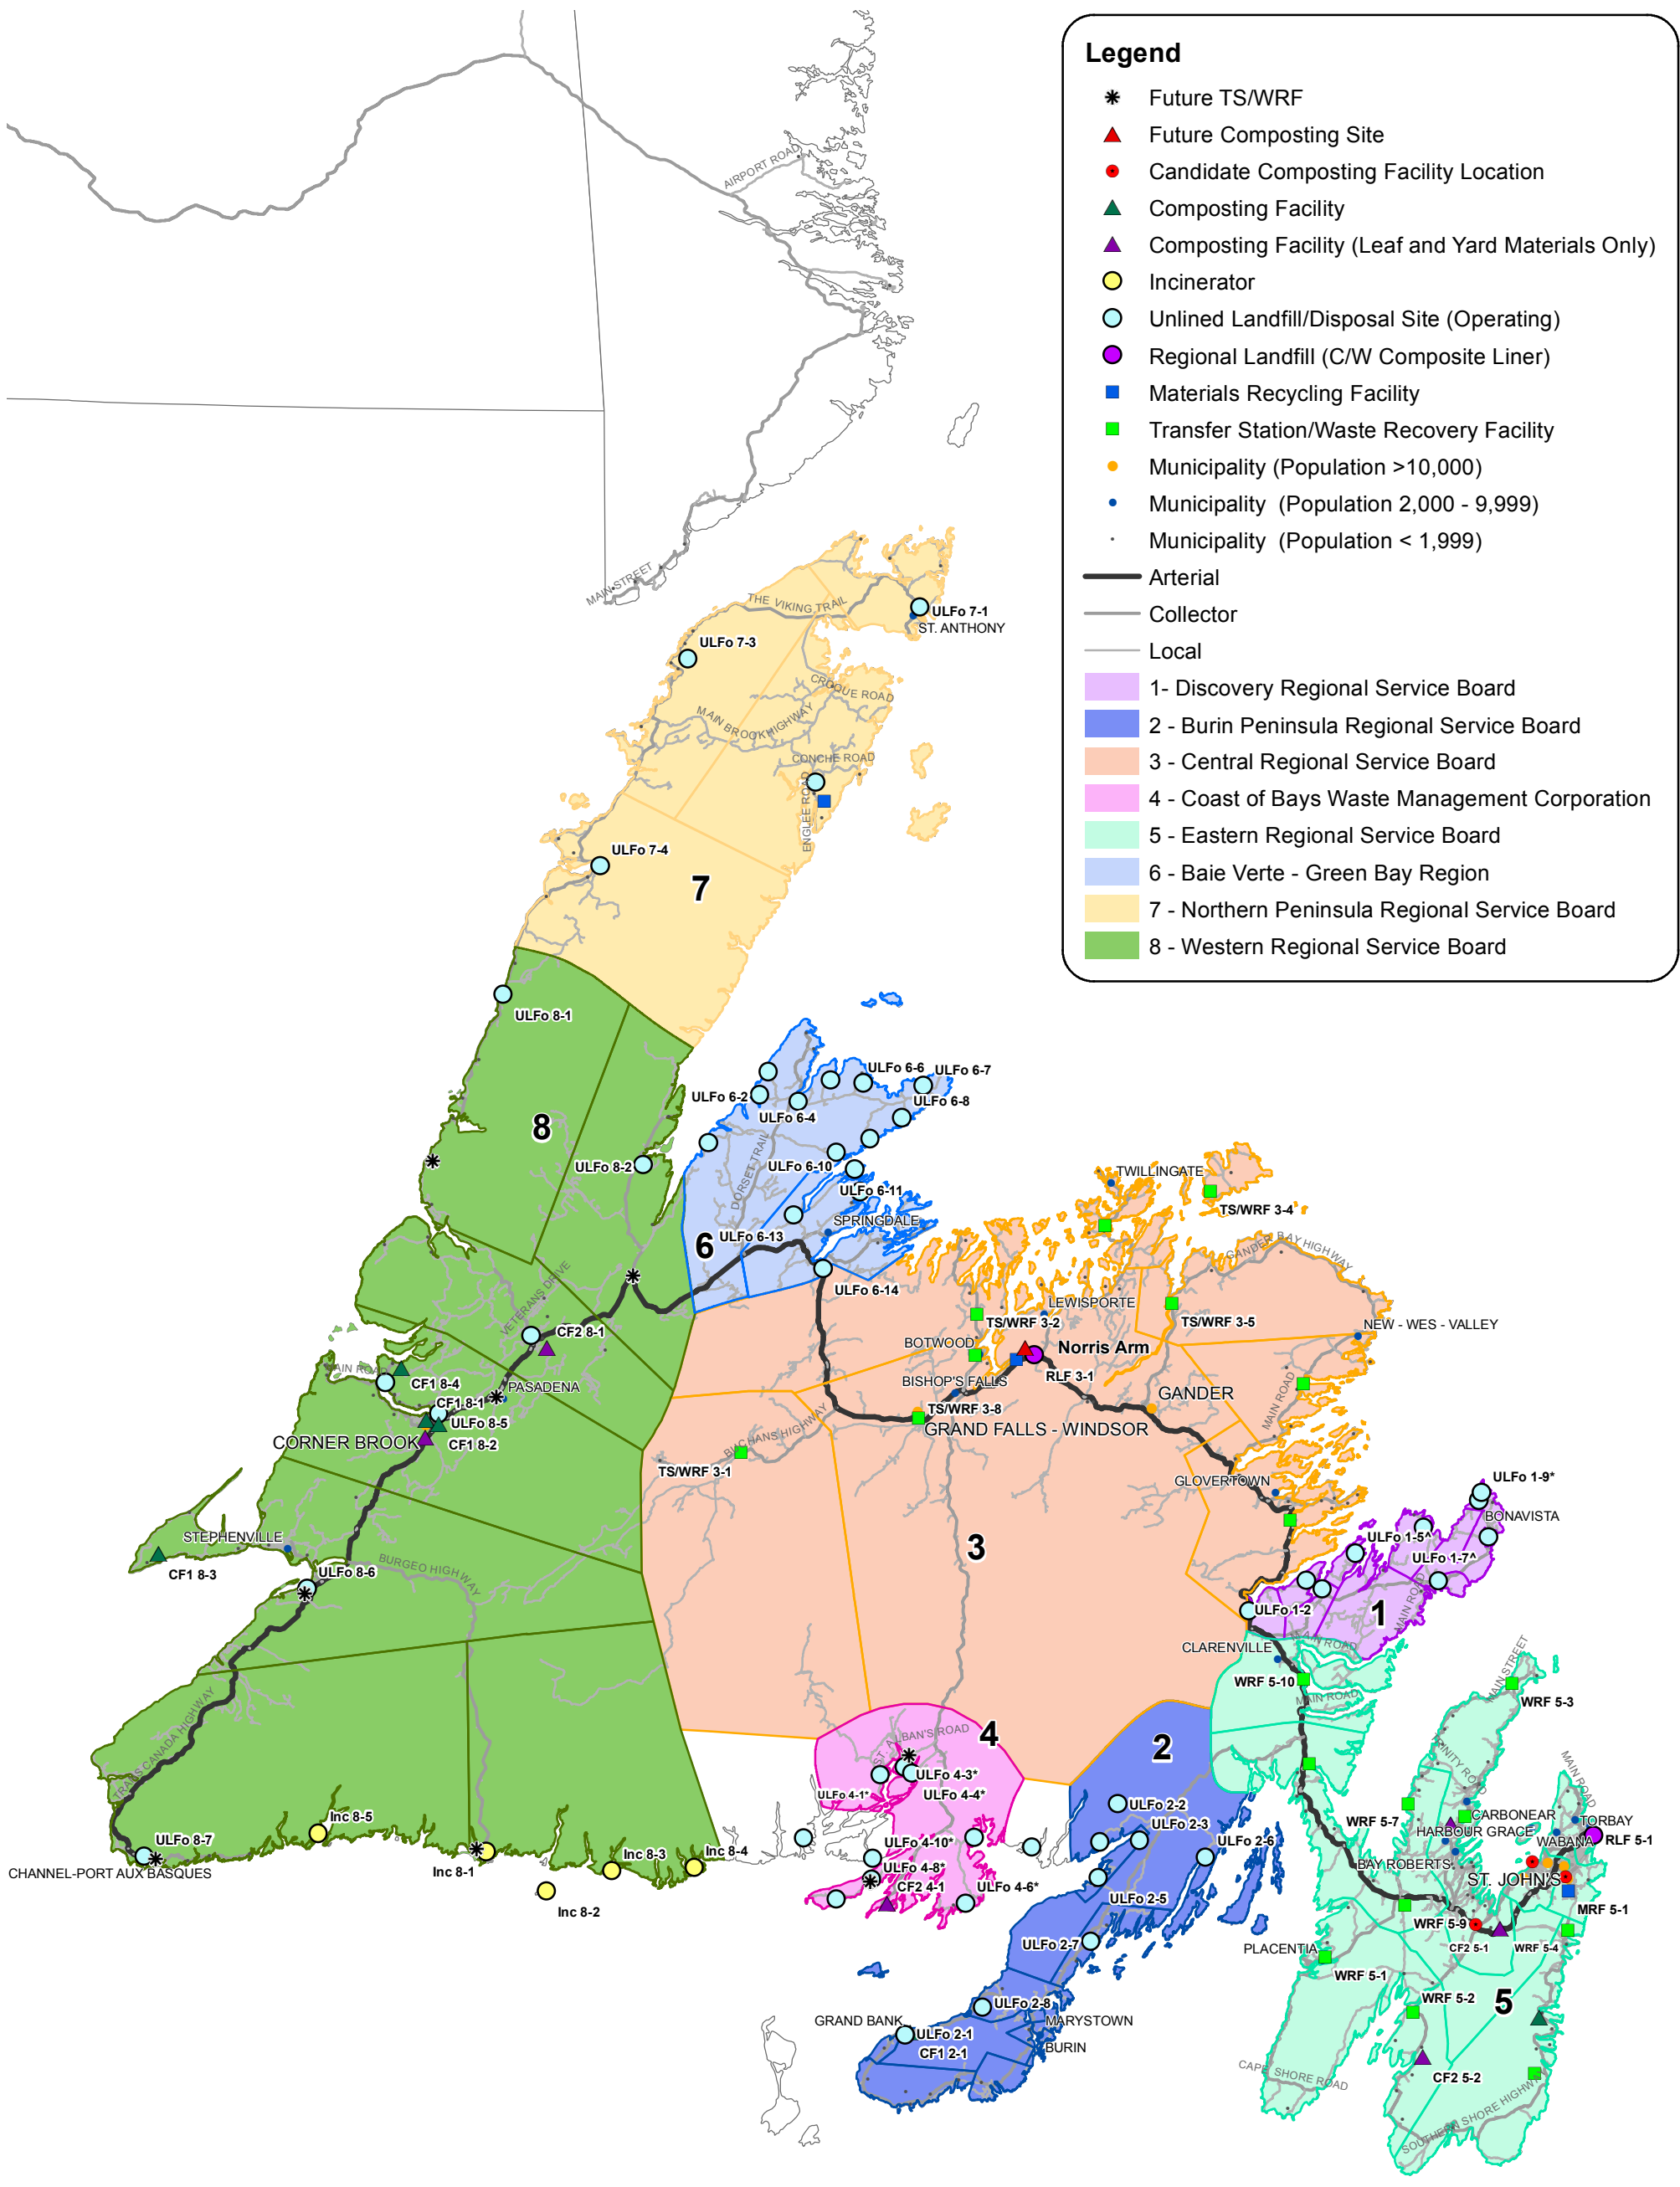 Legend
Future TS/WRF
Future Composting Site
Candidate Composting Facility Location
Composting Facility
Composting Facility (Leaf and Yard Materials Only)
Incinerator
Unlined Landfill/Disposal Site (Operating)
Regional Landfill (C/W Composite Liner)
Materials Recycling Facility
Transfer Station/Waste Recovery Facility
Municipality (Population >10,000)
Municipality (Population 2,000 - 9,999)
Municipality (Population < 1,999)
Arterial
Collector
Local
1- Discovery Regional Service Board
2 - Burin Peninsula Regional Service Board
3 - Central Regional Service Board
4 - Coast of Bays Waste Management Corporation
5 - Eastern Regional Service Board
6 - Baie Verte - Green Bay Region
7 - Northern Peninsula Regional Service Board
8 - Western Regional Service Board
AIRPORT ROAD
MAIN STREET
THE VIKING TRAIL
ULFo 7-1
ST. ANTHONY
ULFo 7-3
CROQUE ROAD
MAIN BROOK HIGHWAY
CONCHE ROAD
ENGLEE ROAD
ULFo 7-4
7
ULFo 8-1
8
ULFo 8-2
ULFo 6-6
ULFo 6-7
ULFo 6-2
ULFo 6-8
ULFo 6-4
DORSET TRAIL
ULFo 6-10
ULFo 6-11
SPRINGDALE
ULFo 6-13
6
ULFo 6-14
TWILLINGATE
TS/WRF 3-4
GANDER BAY HIGHWAY
LEWISPORTE
TS/WRF 3-2
TS/WRF 3-5
NEW - WES - VALLEY
BOTWOOD
Norris Arm
RLF 3-1
BISHOP'S FALLS
GANDER
TS/WRF 3-8
GRAND FALLS - WINDSOR
MAIN ROAD
BUCHANS HIGHWAY
TS/WRF 3-1
GLOVERTOWN
3
VETERANS DRIVE
CF2 8-1
MAIN ROAD
CF1 8-4
PASADENA
CF1 8-1
ULFo 8-5
CORNER BROOK
CF1 8-2
STEPHENVILLE
CF1 8-3
ULFo 8-6
BURGEO HIGHWAY
TRANS CANADA HIGHWAY
ULFo 8-7
CHANNEL-PORT AUX BASQUES
Inc 8-5
Inc 8-1
Inc 8-2
Inc 8-3
Inc 8-4
ULFo 1-9*
BONAVISTA
ULFo 1-5^
ULFo 1-7^
ULFo 1-2
1
MAIN ROAD
MAIN ROAD
CLARENVILLE
WRF 5-10
MAIN ROAD
MAIN STREET
WRF 5-3
4
ST. ALBAN'S ROAD
ULFo 4-3*
ULFo 4-1*
ULFo 4-4*
ULFo 4-10*
ULFo 4-8*
CF2 4-1
ULFo 4-6*
2
ULFo 2-2
ULFo 2-3
ULFo 2-6
ULFo 2-5
ULFo 2-7
ULFo 2-8
GRAND BANK
ULFo 2-1
CF1 2-1
MARYSTOWN
BURIN
TRINITY ROAD
MAIN ROAD
WRF 5-7
CARBONEAR
HARBOUR GRACE
TORBAY
WABANA
RLF 5-1
BAY ROBERTS
ST. JOHN'S
MRF 5-1
WRF 5-9
CF2 5-1
WRF 5-4
PLACENTIA
WRF 5-1
WRF 5-2
5
CAPE SHORE ROAD
CF2 5-2
SOUTHERN SHORE HIGHWAY